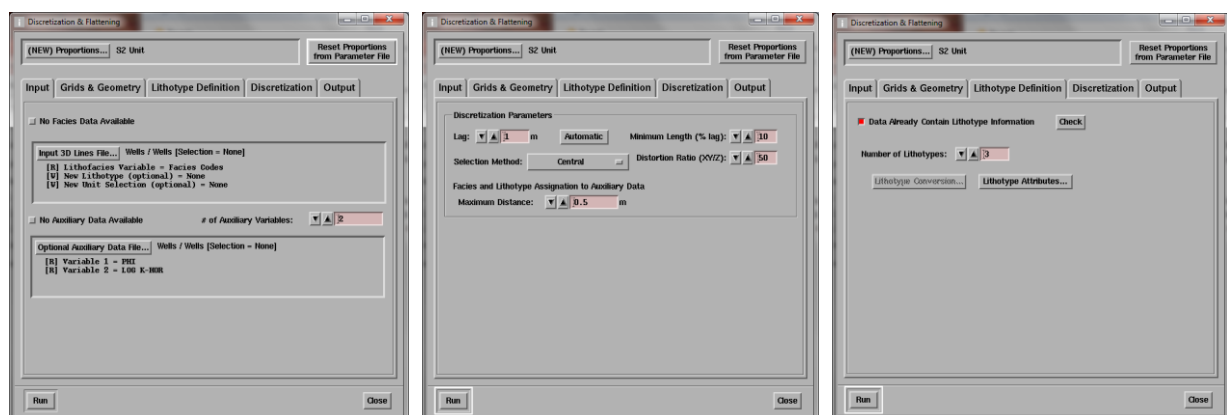 Discretization & Flattening
(NEW) Proportions... S2 Unit
Reset Proportions
from Parameter File
Input Grids & Geometry Lithotype Definition Discretization Output
No Facies Data Available
Input 3D Lines File... Wells / Wells [Selection = None]
[R] Lithofacies Variable = Facies Codes
[W] New Lithotype (optional) = None
[W] New Unit Selection (optional) = None
No Auxiliary Data Available # of Auxiliary Variables: 2
Optional Auxiliary Data File... Wells / Wells [Selection = None]
[R] Variable 1 = PHI
[R] Variable 2 = LOG K-HOR
Run Close
Discretization & Flattening
(NEW) Proportions... S2 Unit
Reset Proportions
from Parameter File
Input Grids & Geometry Lithotype Definition Discretization Output
Discretization Parameters
Lag: 1 m Automatic Minimum Length (% lag): 10
Selection Method: Central Distortion Ratio (XY/Z): 50
Facies and Lithotype Assignation to Auxiliary Data
Maximum Distance: 0.5 m
Run Close
Discretization & Flattening
(NEW) Proportions... S2 Unit
Reset Proportions
from Parameter File
Input Grids & Geometry Lithotype Definition Discretization Output
Data Already Contain Lithotype Information Check
Number of Lithotypes: 3
Lithotype Conversion... Lithotype Attributes...
Run Close